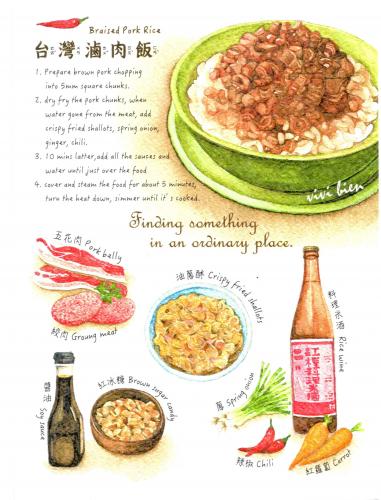 Braised Pork Rice
台灣滷肉飯
1. Prepare brown pork chopping
into 5mm square chunks.
2. dry fry the pork chunks, when
water gone from the meat, add
crispy fried shallots, spring onion,
ginger, chili.
3. 10 mins latter, add all the sauces and
water until just over the food
4. cover and steam the food for about 5 minutes,
turn the heat down, simmer until it's cooked.
vivi bien
Finding something
in an ordinary place.
五花肉 Pork belly
絞肉 Groung meat
油蔥酥 Crispy fried shallots
料理米酒 Rice wine
醬油 Soy sauce
紅冰糖 Brown sugar candy
蔥 Spring onion
辣椒 Chili
紅蘿蔔 Carrot